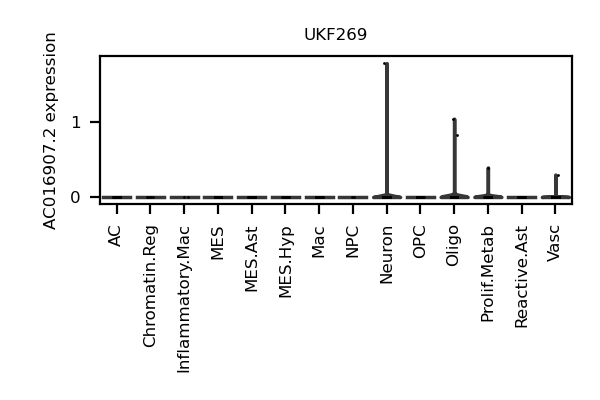 UKF269
AC016907.2 expression
1
0
AC
Chromatin.Reg
Inflammatory.Mac
MES
MES.Ast
MES.Hyp
Mac
NPC
Neuron
OPC
Oligo
Prolif.Metab
Reactive.Ast
Vasc